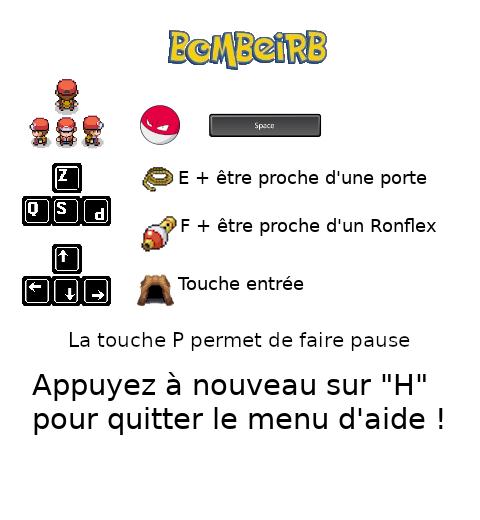 BOMBEIRB
Space
Z
Q S d
E + être proche d'une porte
F + être proche d'un Ronflex
↑
← ↓ →
Touche entrée
La touche P permet de faire pause
Appuyez à nouveau sur "H"
pour quitter le menu d'aide !